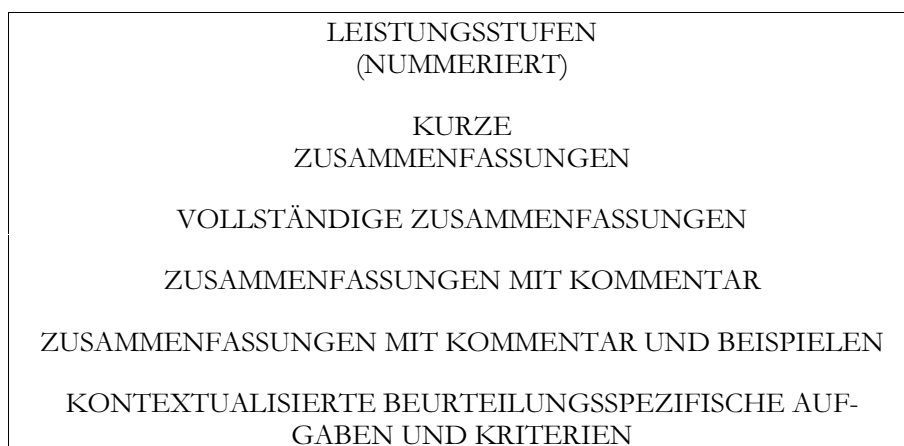 LEISTUNGSSTUFEN
(NUMMERIERT)
KURZE
ZUSAMMENFASSUNGEN
VOLLSTÄNDIGE ZUSAMMENFASSUNGEN
ZUSAMMENFASSUNGEN MIT KOMMENTAR
ZUSAMMENFASSUNGEN MIT KOMMENTAR UND BEISPIELEN
KONTEXTUALISIERTE BEURTEILUNGSSPEZIFISCHE AUF-
GABEN UND KRITERIEN